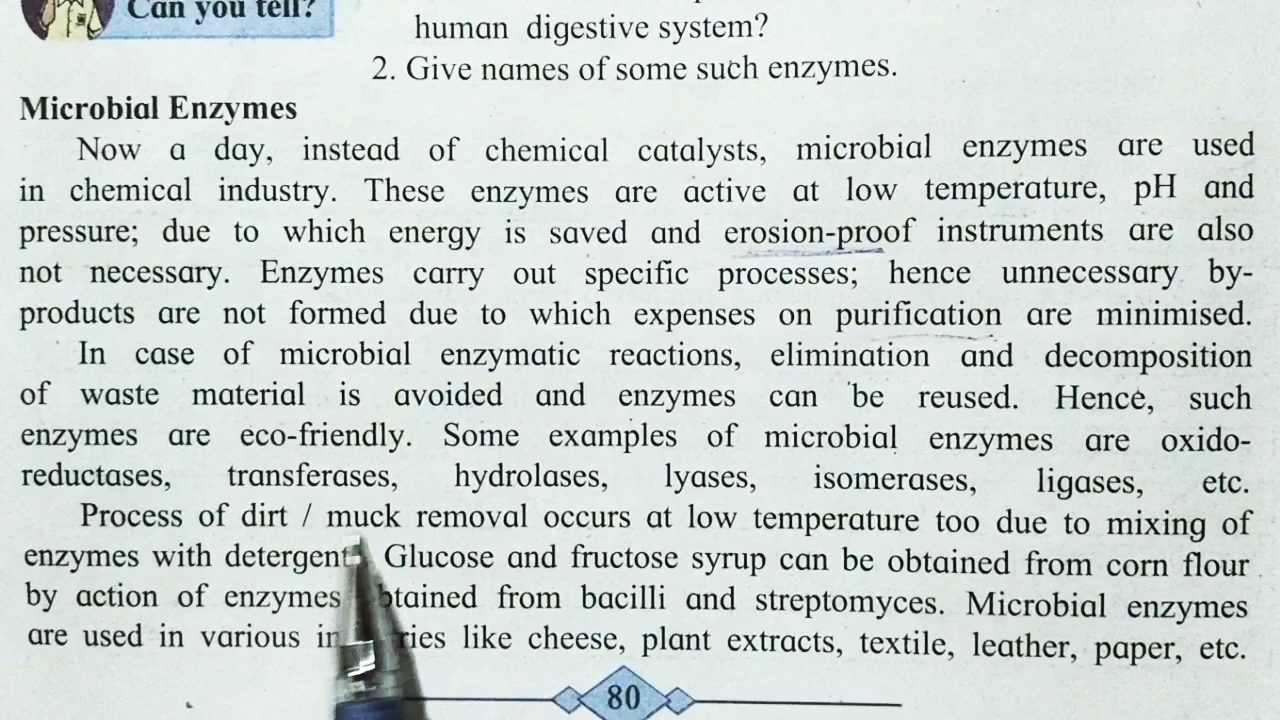 Can you tell?
human digestive system?
2. Give names of some such enzymes.
Microbial Enzymes
Now a day, instead of chemical catalysts, microbial enzymes are used
in chemical industry. These enzymes are active at low temperature, pH and
pressure; due to which energy is saved and erosion-proof instruments are also
not necessary. Enzymes carry out specific processes; hence unnecessary by-
products are not formed due to which expenses on purification are minimised.
In case of microbial enzymatic reactions, elimination and decomposition
of waste material is avoided and enzymes can be reused. Hence, such
enzymes are eco-friendly. Some examples of microbial enzymes are oxido-
reductases, transferases, hydrolases, lyases, isomerases, ligases, etc.
Process of dirt / muck removal occurs at low temperature too due to mixing of
enzymes with detergent Glucose and fructose syrup can be obtained from corn flour
by action of enzymes btained from bacilli and streptomyces. Microbial enzymes
are used in various in ries like cheese, plant extracts, textile, leather, paper, etc.
80